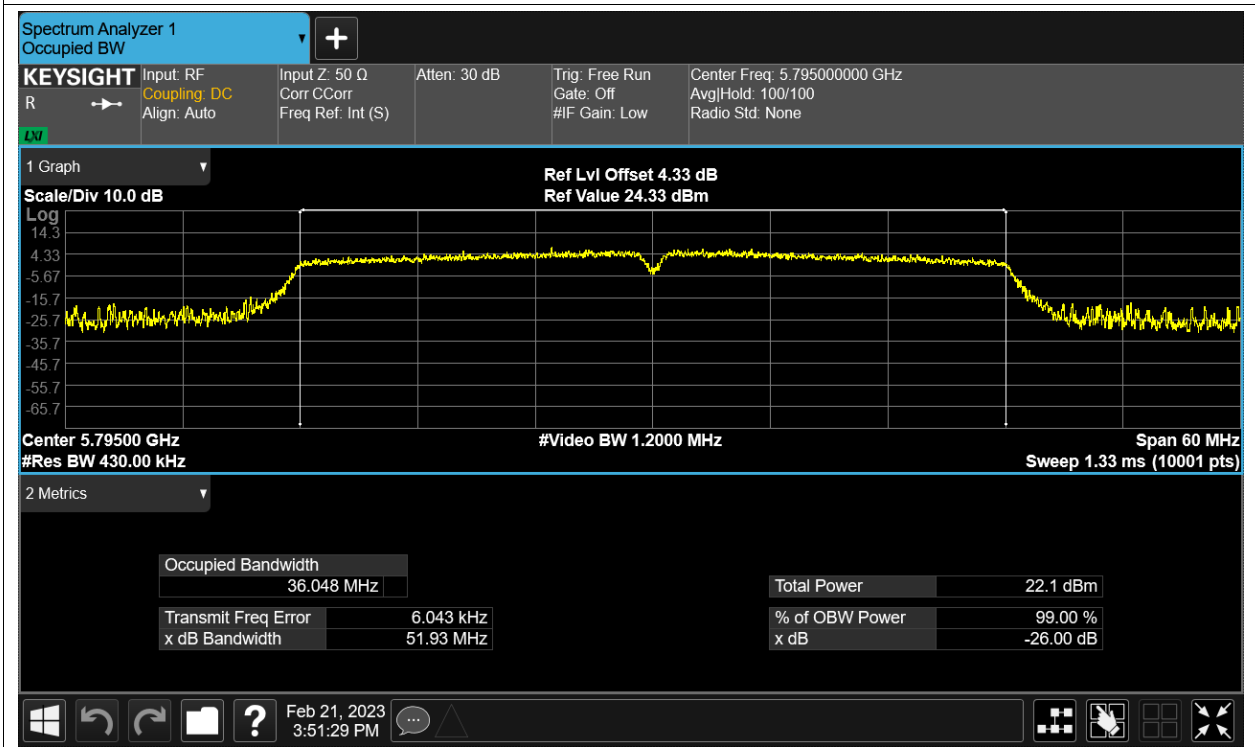 Spectrum Analyzer 1
Occupied BW
KEYSIGHT
R
LXI
Input: RF
Coupling: DC
Align: Auto
Input Z: 50 Ω
Corr CCorr
Freq Ref: Int (S)
Atten: 30 dB
Trig: Free Run
Gate: Off
#IF Gain: Low
Center Freq: 5.795000000 GHz
Avg|Hold: 100/100
Radio Std: None
1 Graph
Scale/Div 10.0 dB
Ref Lvl Offset 4.33 dB
Ref Value 24.33 dBm
Log
14.3
4.33
-5.67
-15.7
-25.7
-35.7
-45.7
-55.7
-65.7
Center 5.79500 GHz
#Video BW 1.2000 MHz
Span 60 MHz
#Res BW 430.00 kHz
Sweep 1.33 ms (10001 pts)
2 Metrics
Occupied Bandwidth
36.048 MHz
Total Power 22.1 dBm
Transmit Freq Error 6.043 kHz
% of OBW Power 99.00 %
x dB Bandwidth 51.93 MHz
x dB -26.00 dB
Feb 21, 2023
3:51:29 PM